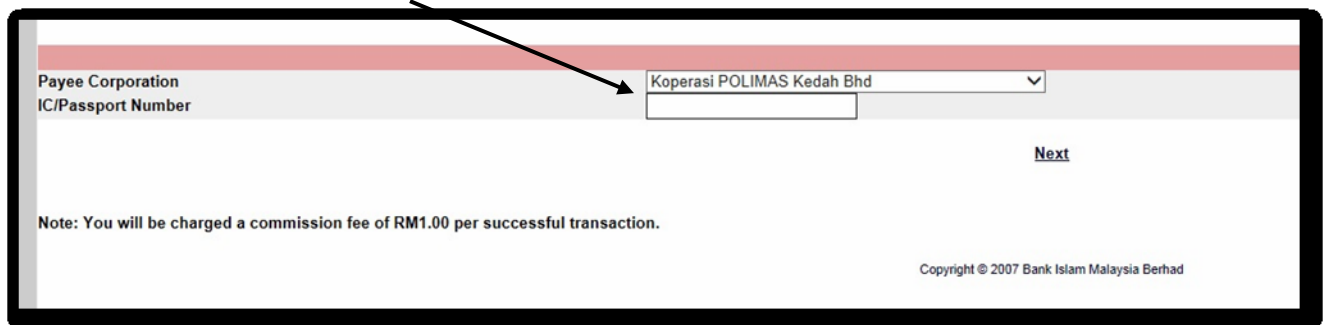 Payee Corporation Koperasi POLIMAS Kedah Bhd
IC/Passport Number
Next
Note: You will be charged a commission fee of RM1.00 per successful transaction.
Copyright © 2007 Bank Islam Malaysia Berhad